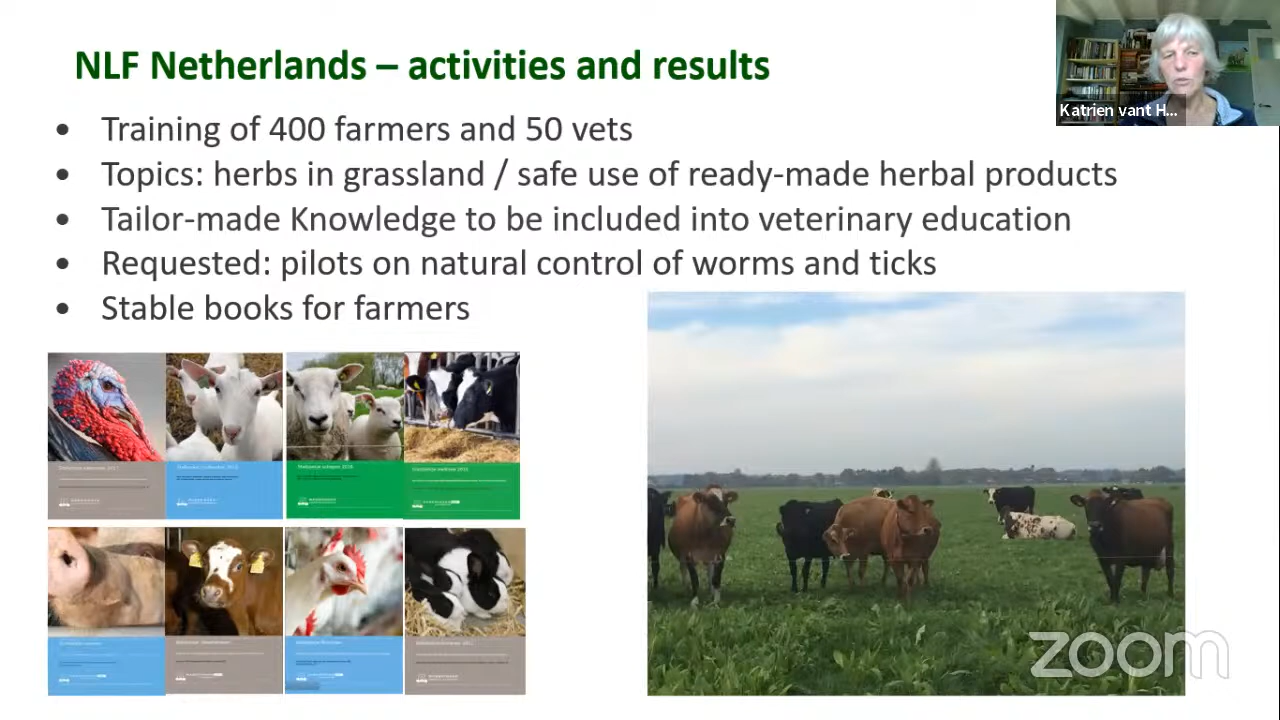 NLF Netherlands – activities and results
Katrien vant H...
• Training of 400 farmers and 50 vets
• Topics: herbs in grassland / safe use of ready-made herbal products
• Tailor-made Knowledge to be included into veterinary education
• Requested: pilots on natural control of worms and ticks
• Stable books for farmers
zoom